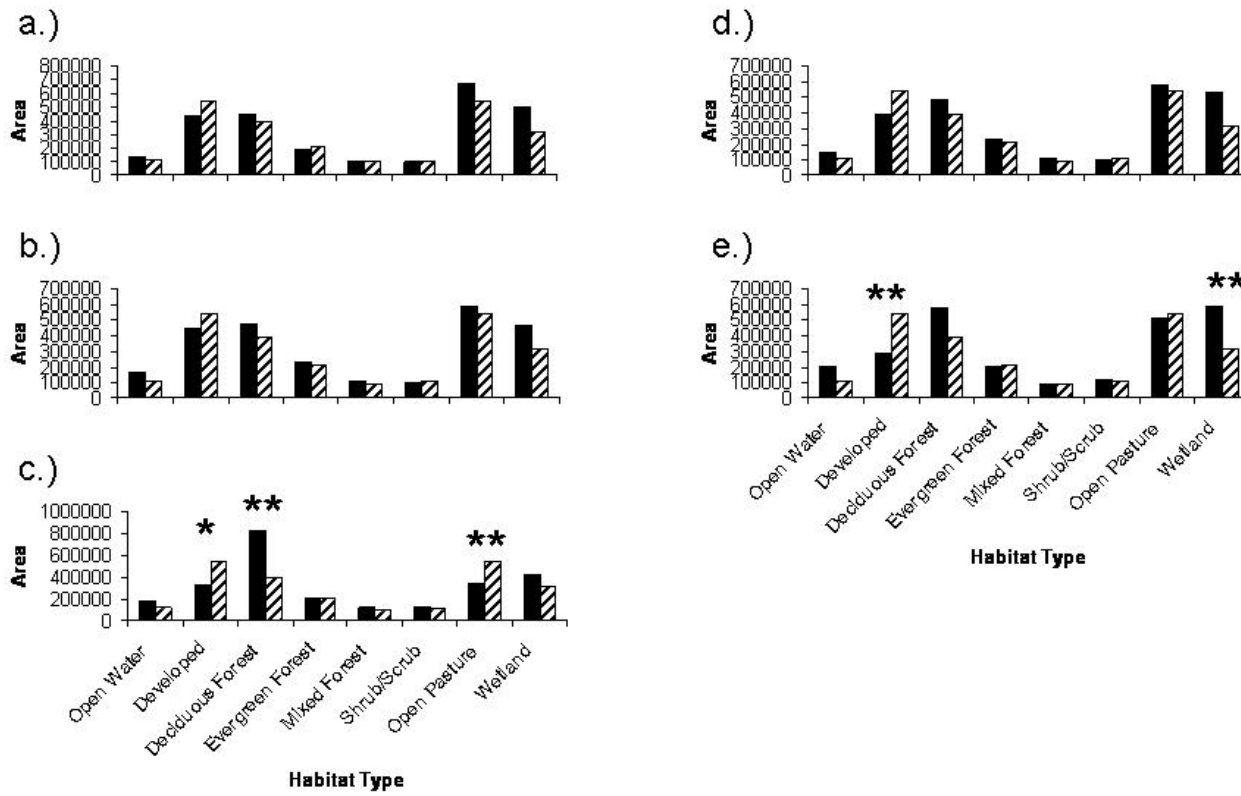 a.)
800000
700000
600000
500000
400000
300000
200000
100000
0
Area
b.)
700000
600000
500000
400000
300000
200000
100000
0
Area
c.)
1000000
800000
600000
400000
200000
0
Area
*
**
**
Open Water
Developed
Deciduous Forest
Evergreen Forest
Mixed Forest
Shrub/Scrub
Open Pasture
Wetland
Habitat Type
d.)
700000
600000
500000
400000
300000
200000
100000
0
Area
e.)
700000
600000
500000
400000
300000
200000
100000
0
Area
**
**
Open Water
Developed
Deciduous Forest
Evergreen Forest
Mixed Forest
Shrub/Scrub
Open Pasture
Wetland
Habitat Type